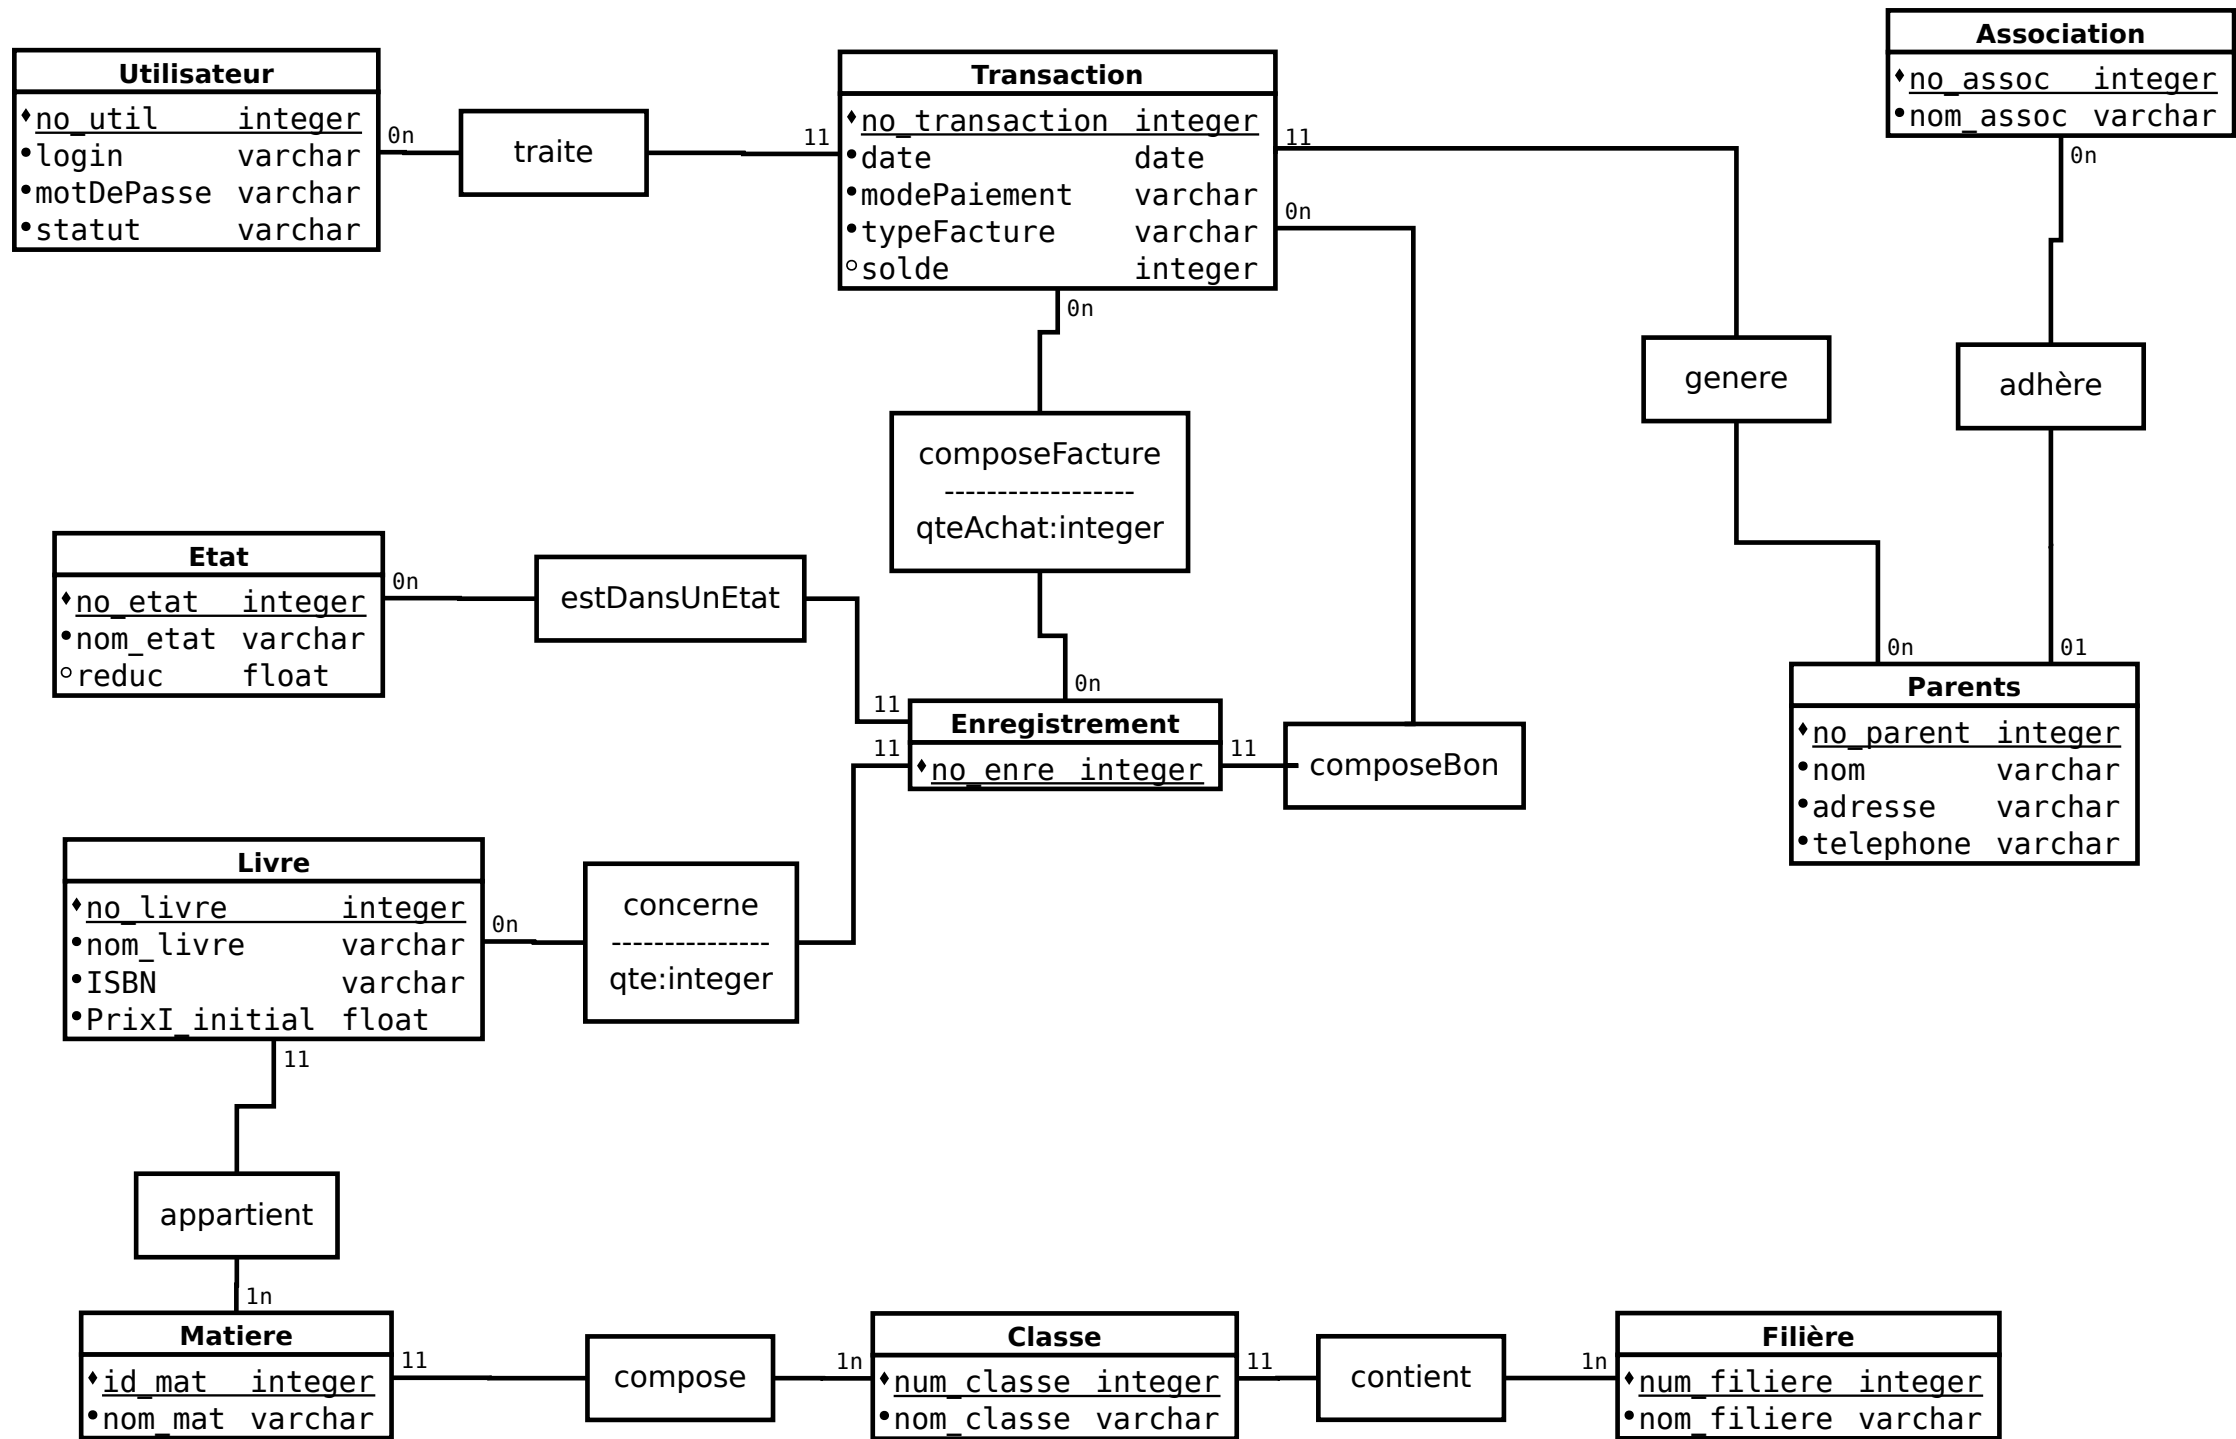 Utilisateur
no_util integer
login varchar
motDePasse varchar
statut varchar
0n
traite
11
Transaction
no_transaction integer
date date
modePaiement varchar
typeFacture varchar
solde integer
11
0n
0n
Association
no_assoc integer
nom_assoc varchar
0n
genere
adhère
composeFacture
------------------
qteAchat:integer
Etat
no_etat integer
nom_etat varchar
reduc float
0n
estDansUnEtat
11
0n
Enregistrement
no_enre integer
11
11
composeBon
0n
01
Parents
no_parent integer
nom varchar
adresse varchar
telephone varchar
Livre
no_livre integer
nom_livre varchar
ISBN varchar
PrixI_initial float
0n
concerne
---------------
qte:integer
11
appartient
1n
Matiere
id_mat integer
nom_mat varchar
11
compose
1n
Classe
num_classe integer
nom_classe varchar
11
contient
1n
Filière
num_filiere integer
nom_filiere varchar